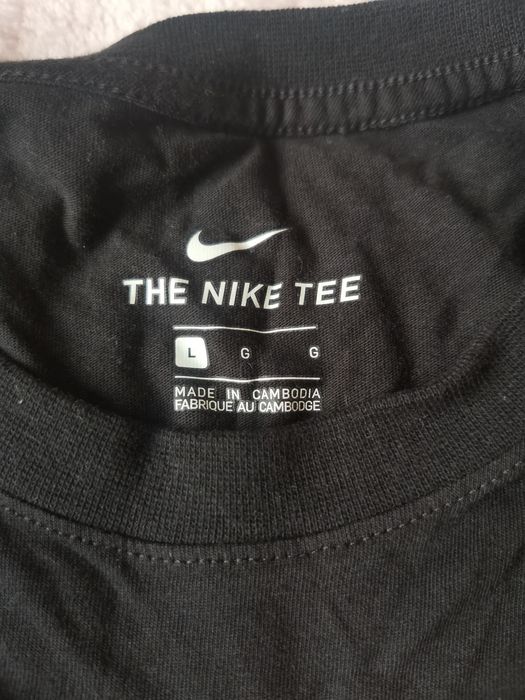 THE NIKE TEE
L G G
MADE IN CAMBODIA
FABRIQUE AU CAMBODGE